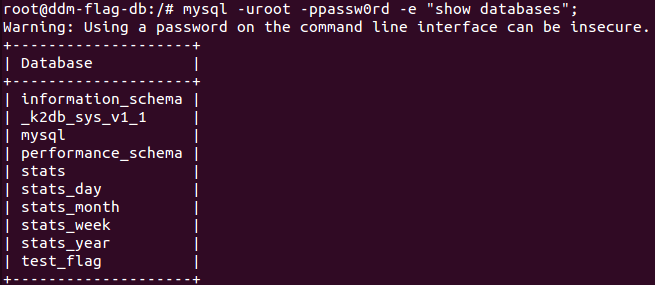 root@ddm-flag-db:/# mysql -uroot -ppassw0rd -e "show databases";
Warning: Using a password on the command line interface can be insecure.
+--------------------+
| Database           |
+--------------------+
| information_schema |
| _k2db_sys_v1_1     |
| mysql              |
| performance_schema |
| stats              |
| stats_day          |
| stats_month        |
| stats_week         |
| stats_year         |
| test_flag          |
+--------------------+